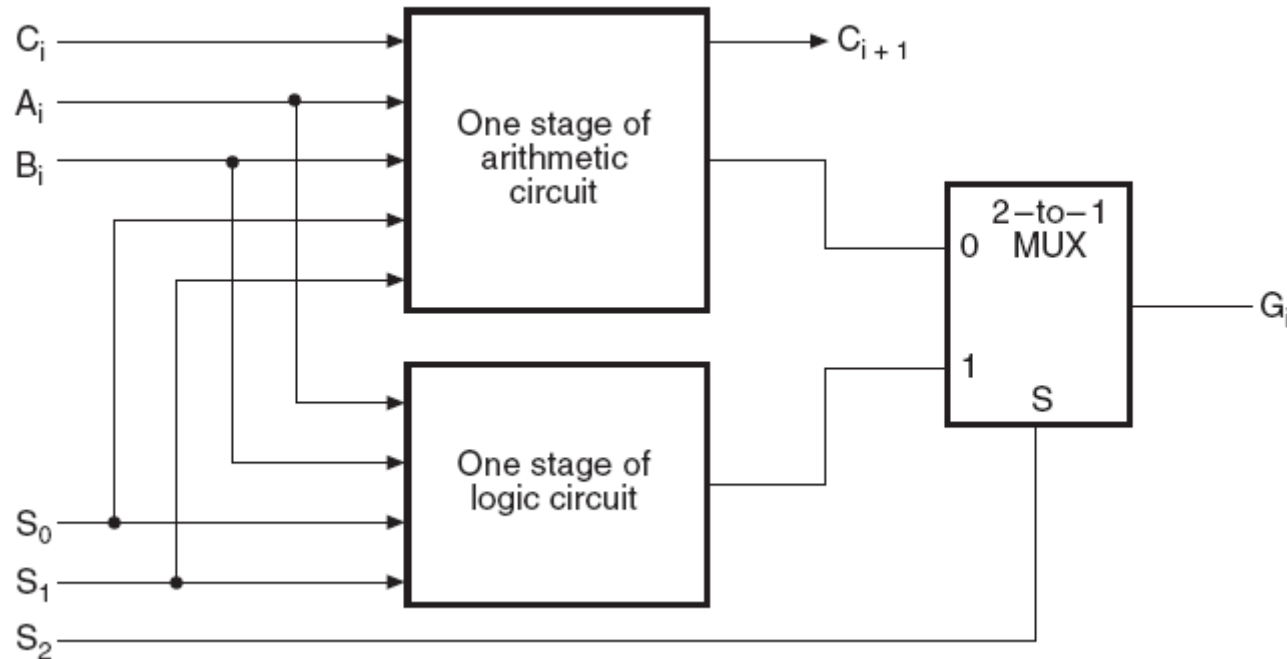 Cᵢ
Aᵢ
Bᵢ
S₀
S₁
S₂
One stage of
arithmetic
circuit
Cᵢ ₊ ₁
One stage of
logic circuit
2–to–1
0 MUX
1
S
Gᵢ